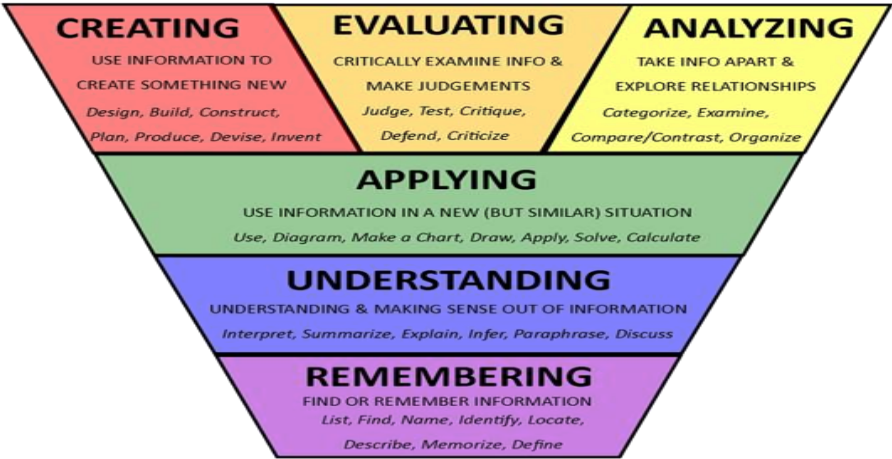 CREATING
USE INFORMATION TO
CREATE SOMETHING NEW
Design, Build, Construct,
Plan, Produce, Devise, Invent
EVALUATING
CRITICALLY EXAMINE INFO &
MAKE JUDGEMENTS
Judge, Test, Critique,
Defend, Criticize
ANALYZING
TAKE INFO APART &
EXPLORE RELATIONSHIPS
Categorize, Examine,
Compare/Contrast, Organize
APPLYING
USE INFORMATION IN A NEW (BUT SIMILAR) SITUATION
Use, Diagram, Make a Chart, Draw, Apply, Solve, Calculate
UNDERSTANDING
UNDERSTANDING & MAKING SENSE OUT OF INFORMATION
Interpret, Summarize, Explain, Infer, Paraphrase, Discuss
REMEMBERING
FIND OR REMEMBER INFORMATION
List, Find, Name, Identify, Locate,
Describe, Memorize, Define